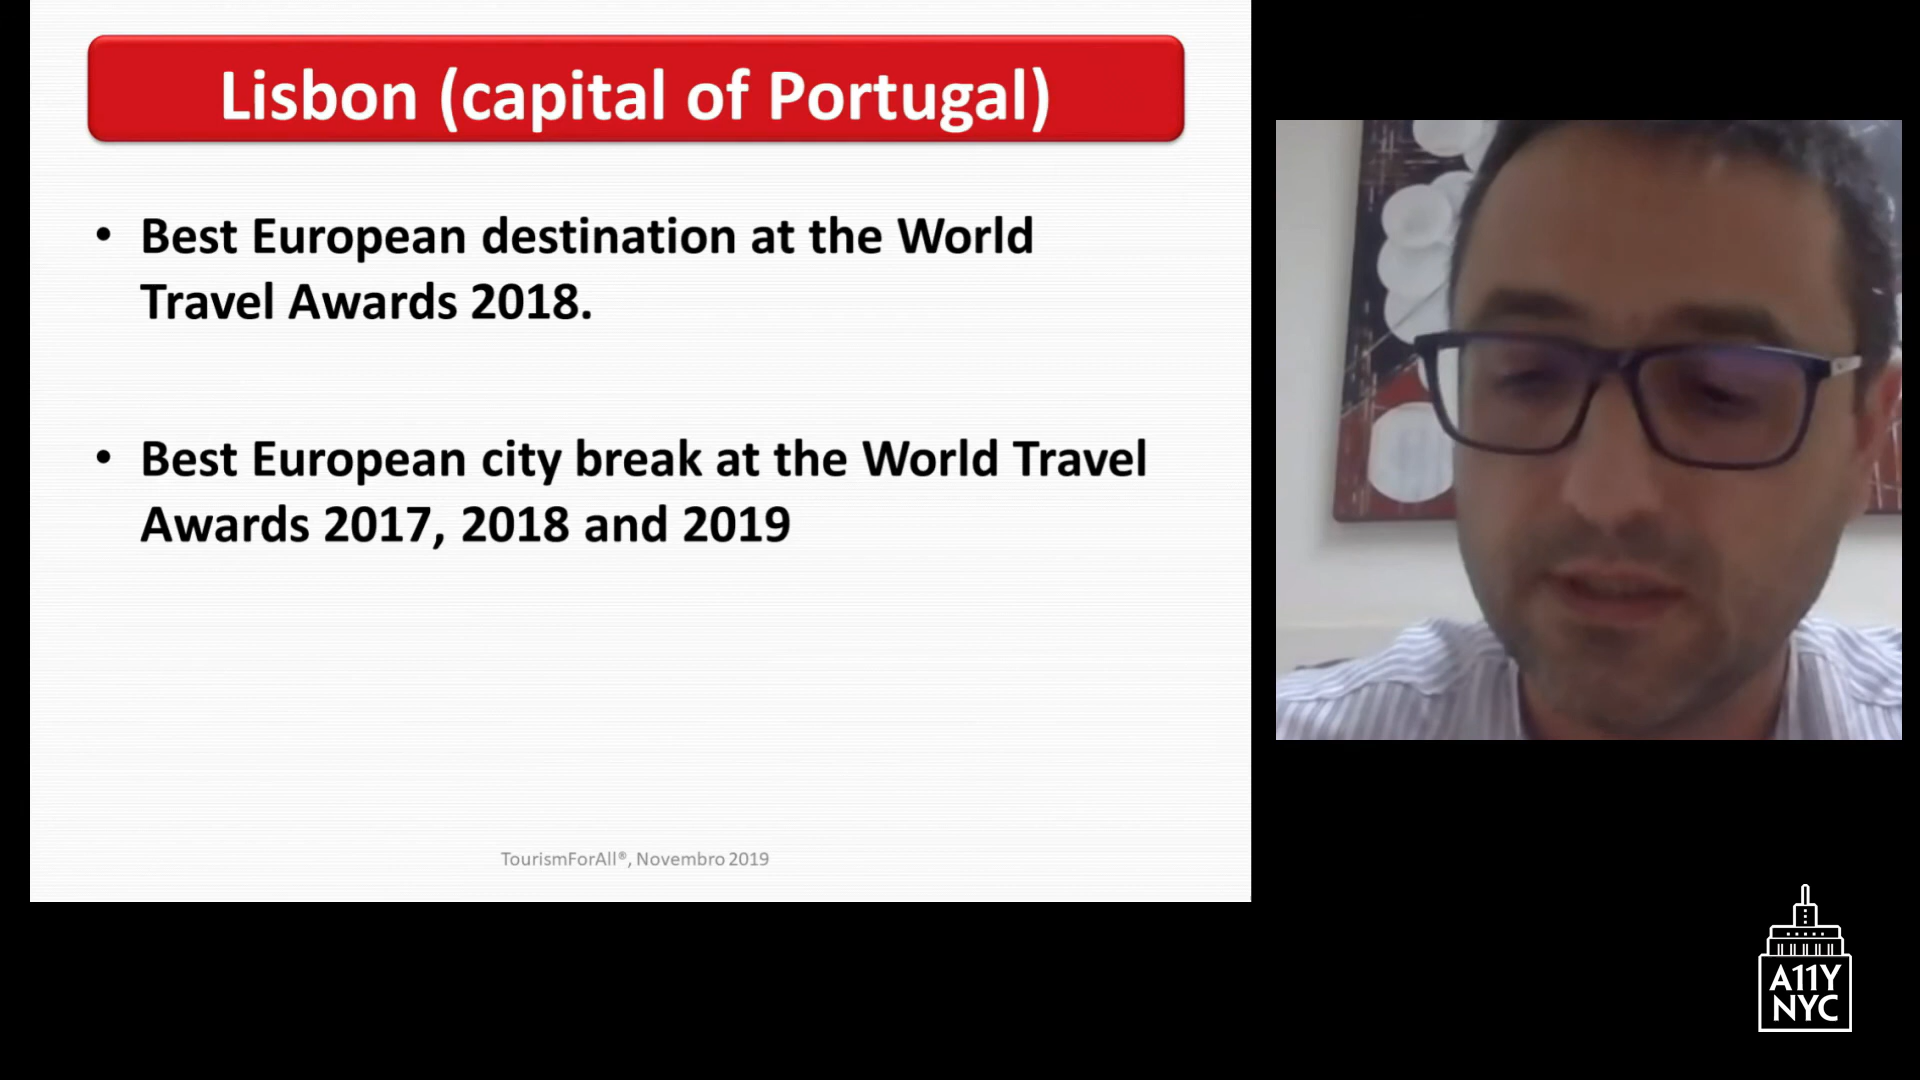 Lisbon (capital of Portugal)
• Best European destination at the World
Travel Awards 2018.
• Best European city break at the World Travel
Awards 2017, 2018 and 2019
TourismForAll®, Novembro 2019
A11Y
NYC